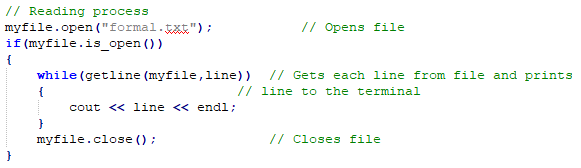 // Reading process
myfile.open("formal.txt");            // Opens file
if(myfile.is_open())
{
    while(getline(myfile,line))  // Gets each line from file and prints
    {                        // line to the terminal
        cout << line << endl;
    }
    myfile.close();              // Closes file
}